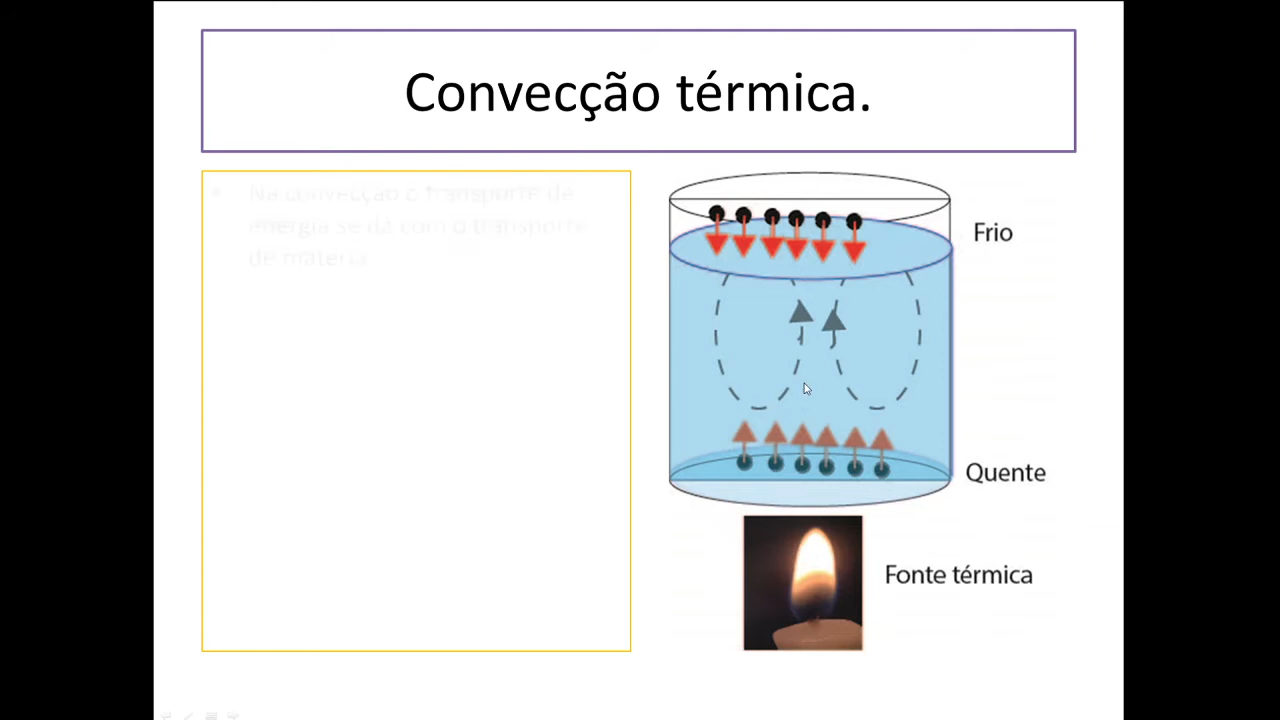 Convecção térmica.
• Na convecção o transporte de
energia se dá com o transporte
de matéria
Frio
Quente
Fonte térmica